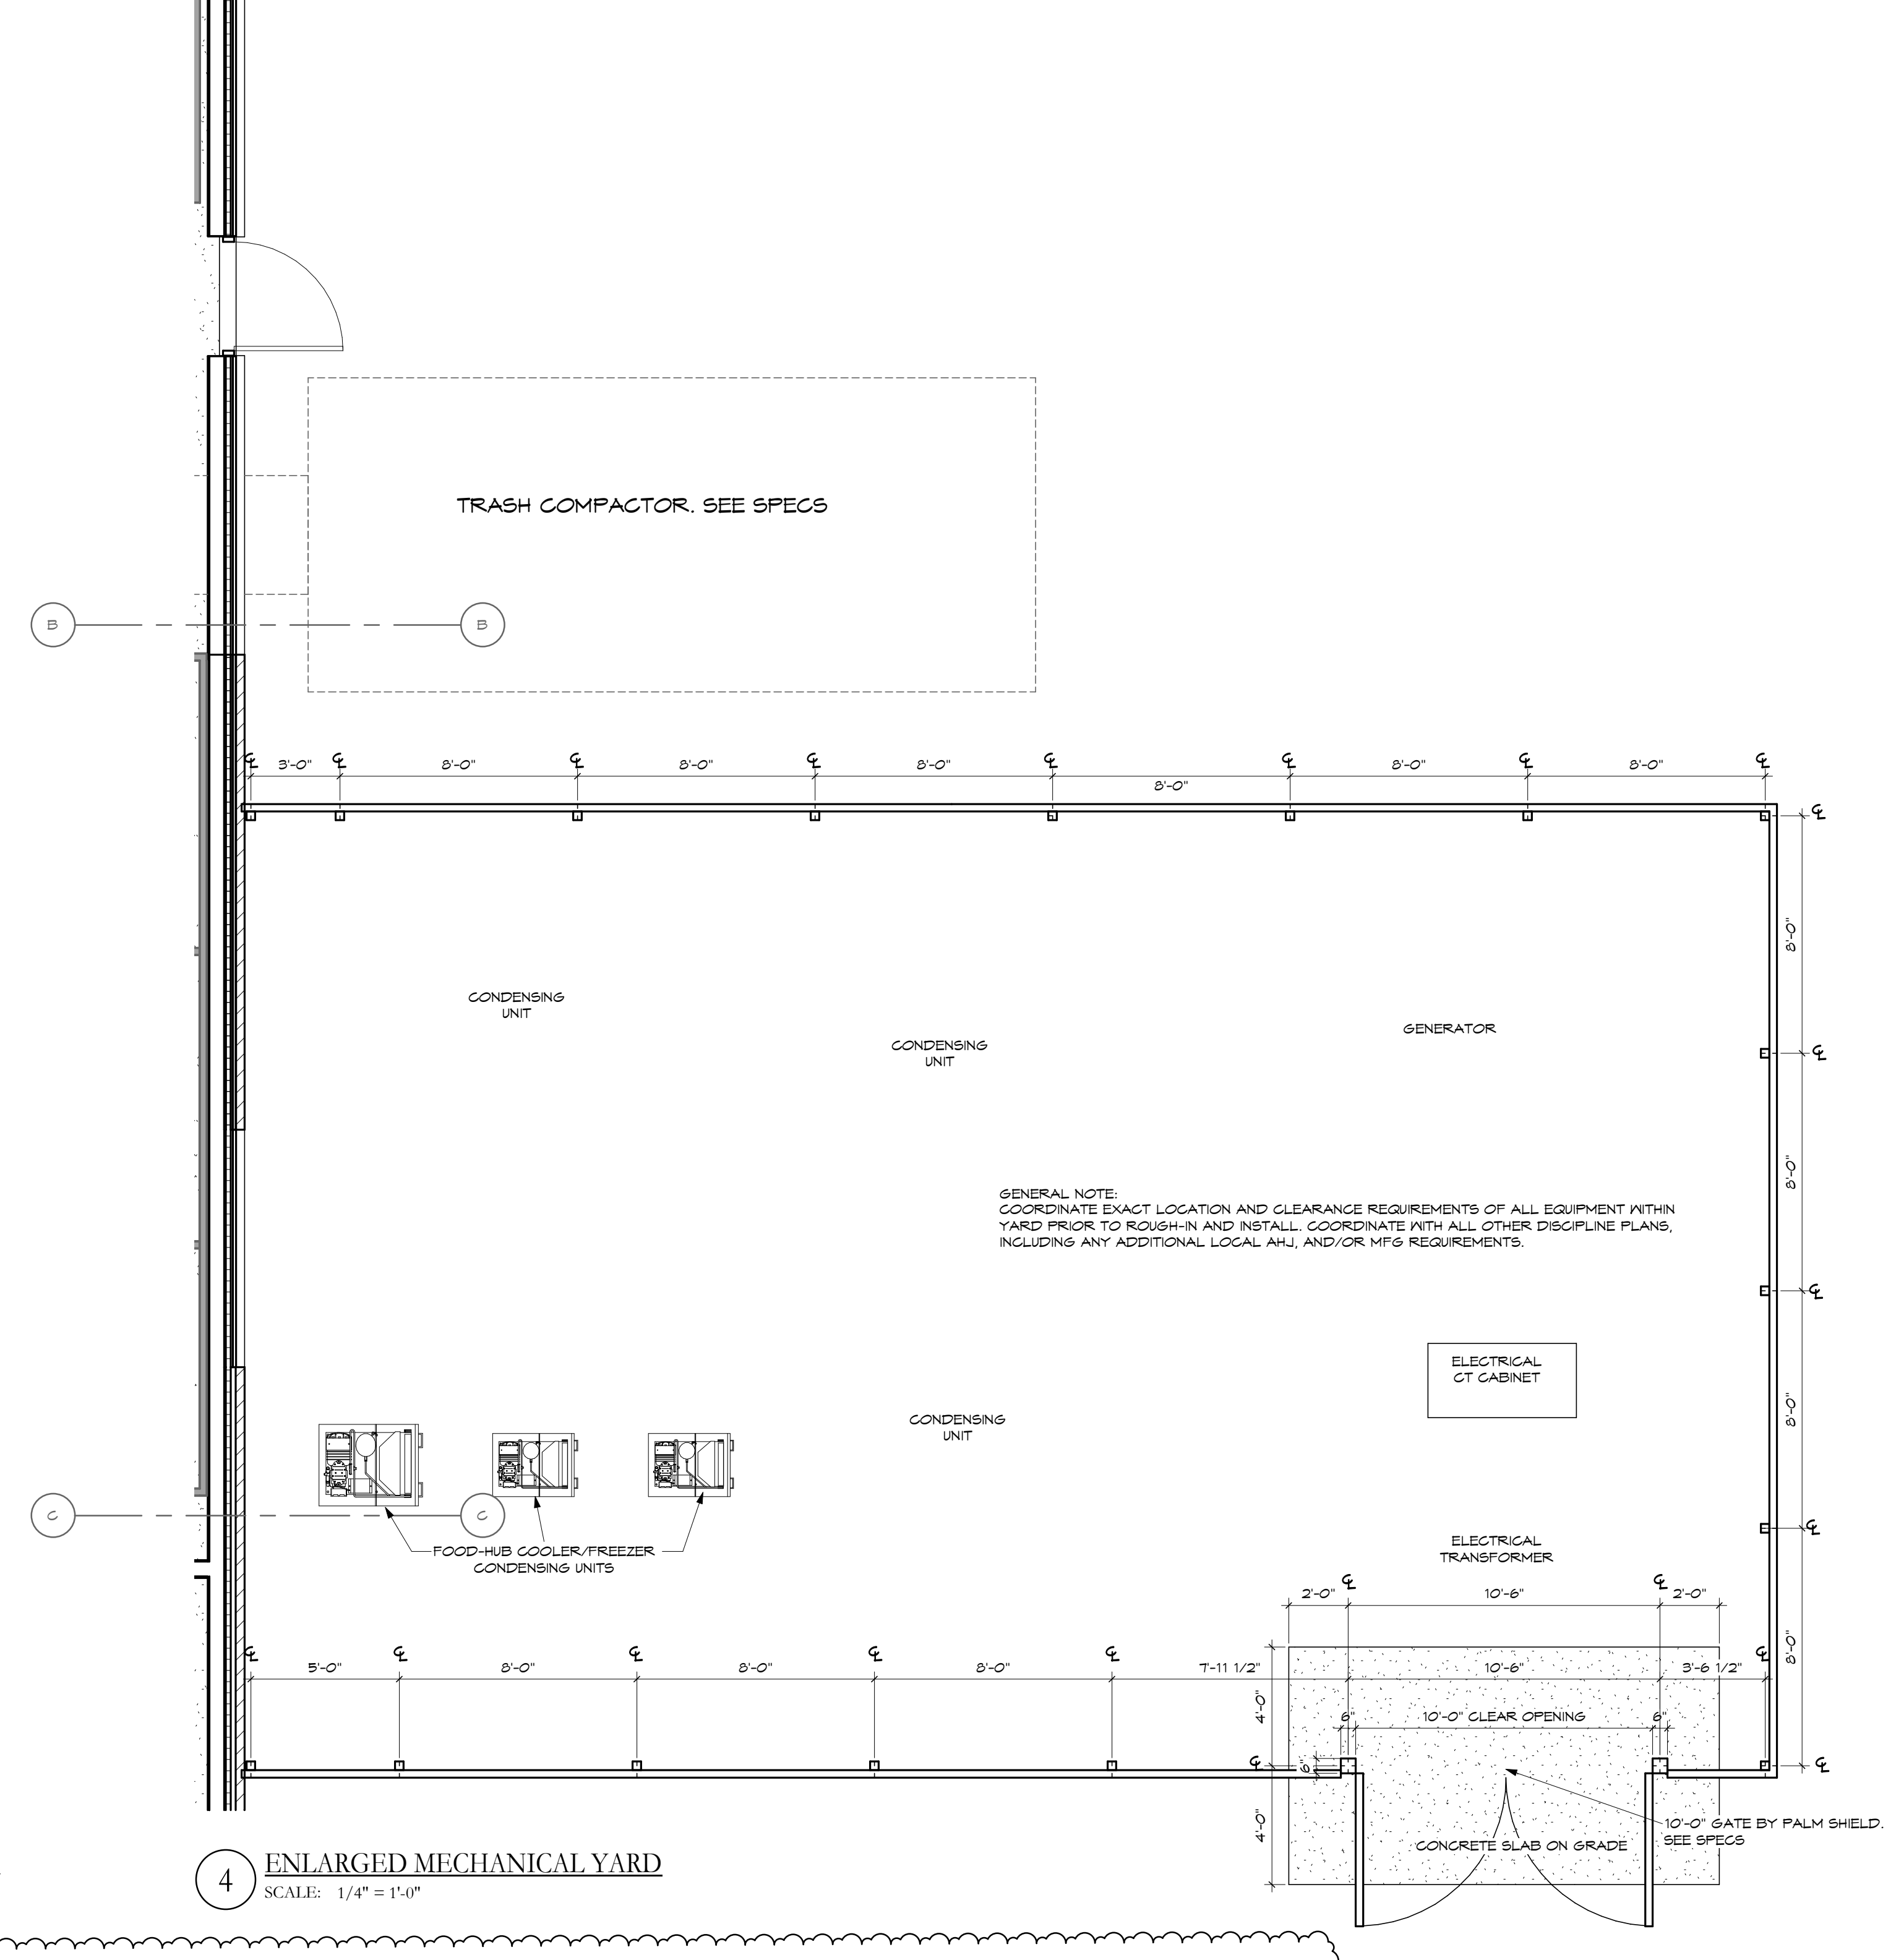 TRASH COMPACTOR. SEE SPECS
B
B
℄ 3'-0" ℄ 8'-0" ℄ 8'-0" ℄ 8'-0" ℄ 8'-0" ℄ 8'-0" ℄ 8'-0" ℄
℄
8'-0"
CONDENSING
UNIT
CONDENSING
UNIT
GENERATOR
℄
8'-0"
GENERAL NOTE:
COORDINATE EXACT LOCATION AND CLEARANCE REQUIREMENTS OF ALL EQUIPMENT WITHIN
YARD PRIOR TO ROUGH-IN AND INSTALL. COORDINATE WITH ALL OTHER DISCIPLINE PLANS,
INCLUDING ANY ADDITIONAL LOCAL AHJ, AND/OR MFG REQUIREMENTS.
℄
8'-0"
ELECTRICAL
CT CABINET
CONDENSING
UNIT
C
C
℄
FOOD-HUB COOLER/FREEZER
CONDENSING UNITS
ELECTRICAL
TRANSFORMER
2'-0" ℄ 10'-6" ℄ 2'-0"
8'-0"
℄ 5'-0" ℄ 8'-0" ℄ 8'-0" ℄ 8'-0" ℄ 7'-11 1/2" 10'-6" 3'-6 1/2" ℄
4'-0"
6" 10'-0" CLEAR OPENING 6"
℄ 6" ℄
4'-0"
10'-0" GATE BY PALM SHIELD.
SEE SPECS
CONCRETE SLAB ON GRADE
4 ENLARGED MECHANICAL YARD
SCALE: 1/4" = 1'-0"